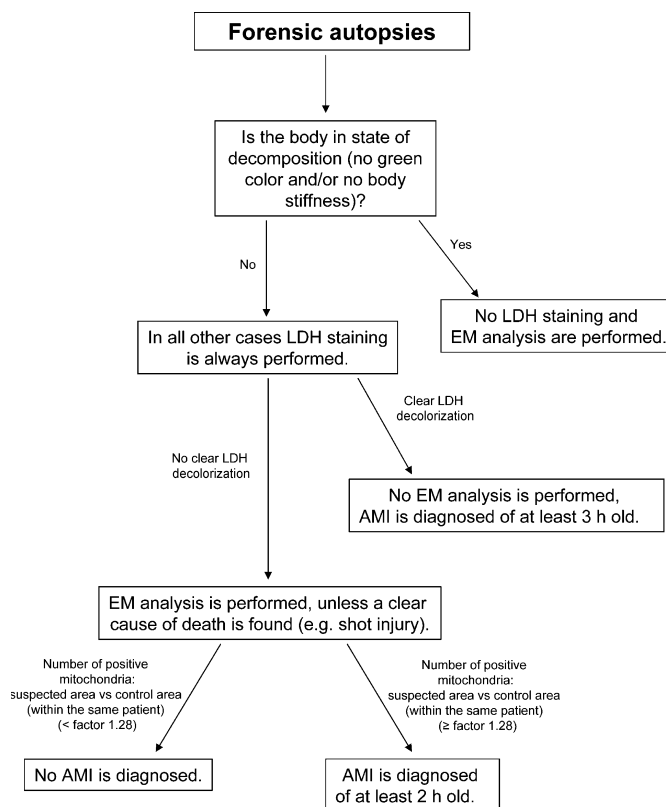 Forensic autopsies
Is the body in state of
decomposition (no green
color and/or no body
stiffness)?
No
Yes
No LDH staining and
EM analysis are performed.
In all other cases LDH staining
is always performed.
Clear LDH
decolorization
No clear LDH
decolorization
No EM analysis is performed,
AMI is diagnosed of at least 3 h old.
EM analysis is performed, unless a clear
cause of death is found (e.g. shot injury).
Number of positive
mitochondria:
suspected area vs control area
(within the same patient)
(< factor 1.28)
Number of positive
mitochondria:
suspected area vs control area
(within the same patient)
(≥ factor 1.28)
No AMI is diagnosed.
AMI is diagnosed
of at least 2 h old.